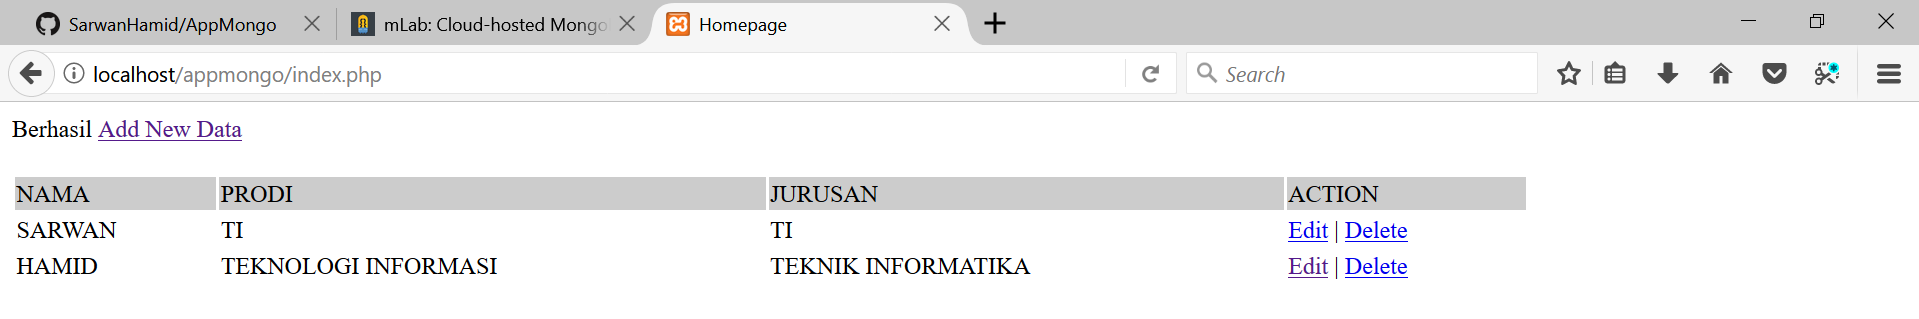 SarwanHamid/AppMongo mLab: Cloud-hosted Mongo Homepage
localhost/appmongo/index.php Search
Berhasil Add New Data
NAMA PRODI JURUSAN ACTION
SARWAN TI TI Edit | Delete
HAMID TEKNOLOGI INFORMASI TEKNIK INFORMATIKA Edit | Delete